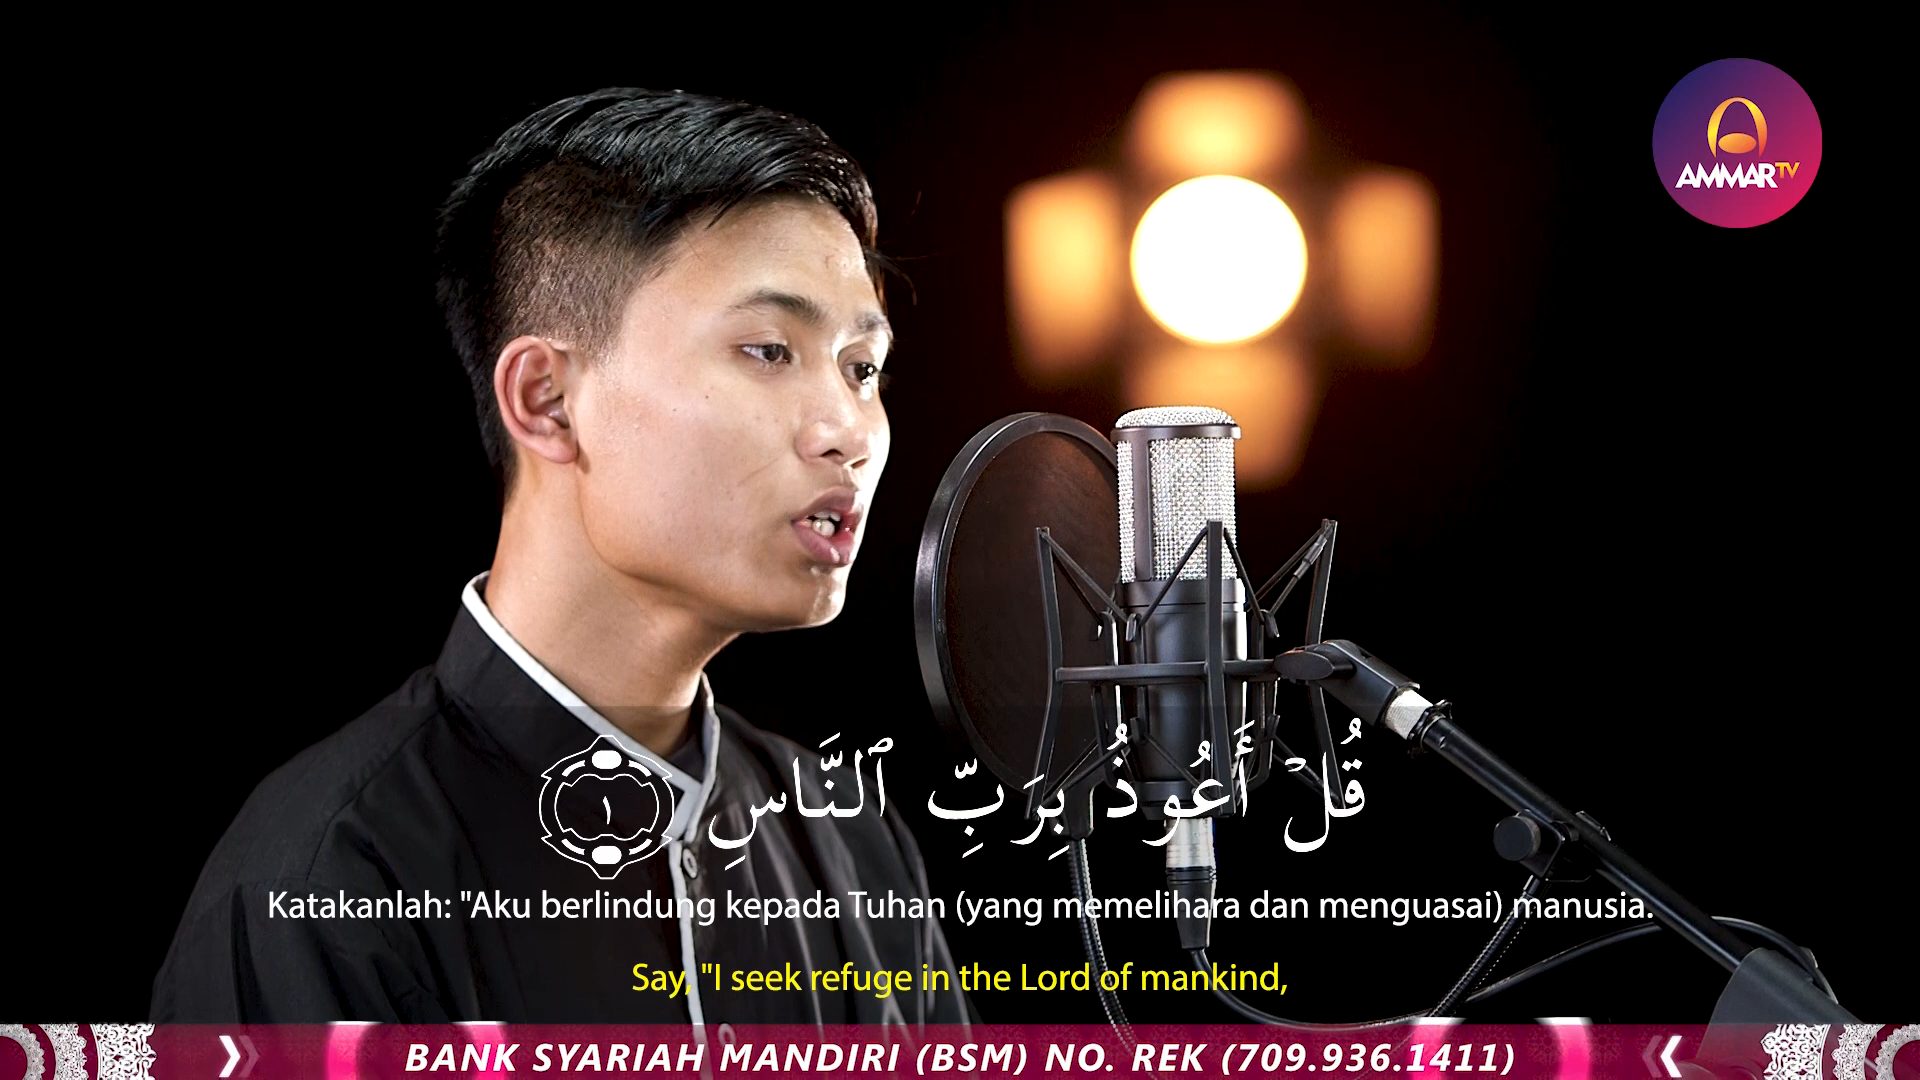 AMMARTV
قُلْ أَعُوذُ بِرَبِّ ٱلنَّاسِ ١
Katakanlah: "Aku berlindung kepada Tuhan (yang memelihara dan menguasai) manusia.
Say, "I seek refuge in the Lord of mankind,
BANK SYARIAH MANDIRI (BSM) NO. REK (709.936.1411)